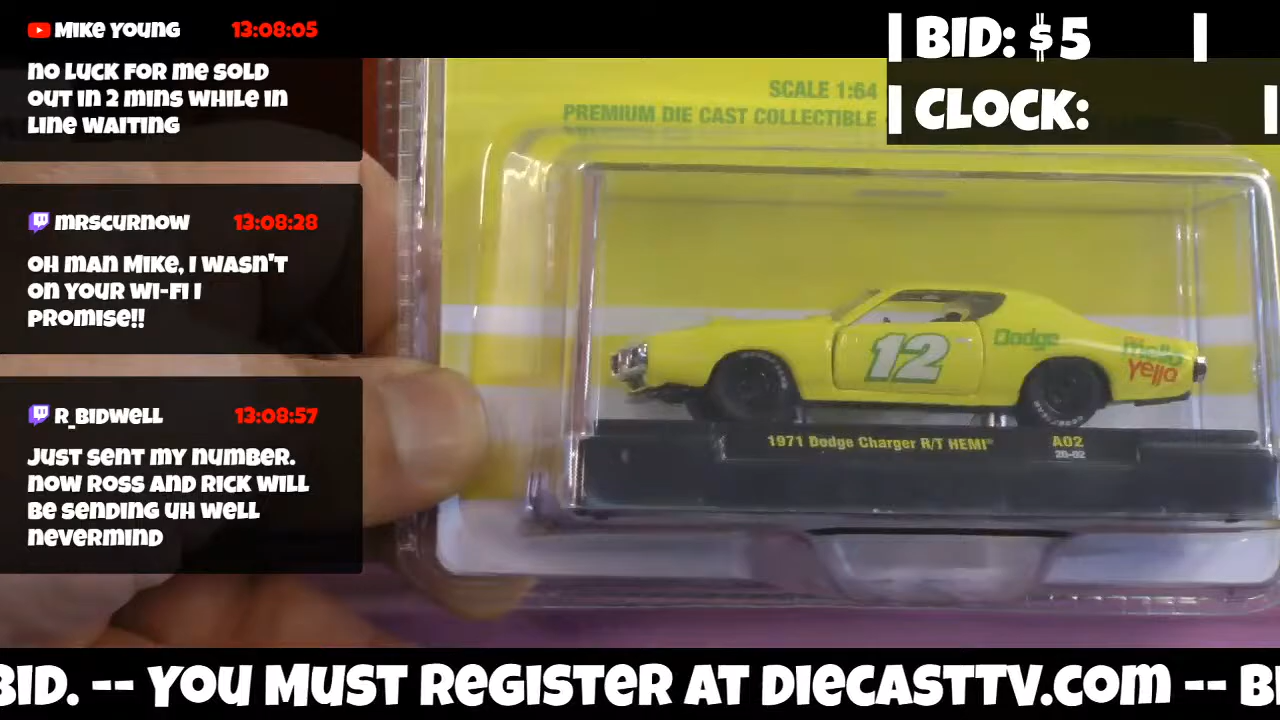 Mike Young 13:08:05
no luck for me sold
out in 2 mins while in
line waiting
mrscurnow 13:08:28
oh man Mike, I wasn't
on your wi-fi I
promise!!
R_Bidwell 13:08:57
Just sent my number.
now Ross and Rick will
be sending uh well
nevermind
| BID: $5 |
| CLOCK: |
SCALE 1:64
PREMIUM DIE CAST COLLECTIBLE
12
Dodge
mello
Yello
1971 Dodge Charger R/T HEMI® A02
20-02
BID. -- YOU MUST REGISTER AT DIECASTTV.COM -- B